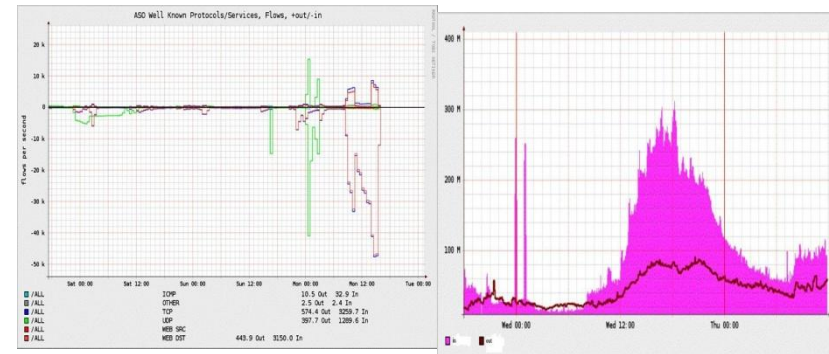 ASO Well Known Protocols/Services, Flows, +out/-in
20 k
10 k
0
-10 k
-20 k
-30 k
-40 k
-50 k
flows per second
Sat 00:00 Sat 12:00 Sun 00:00 Sun 12:00 Mon 00:00 Mon 12:00 Tue 00:00
/ALL ICMP 10.5 Out 32.9 In
/ALL OTHER 2.5 Out 2.4 In
/ALL TCP 574.4 Out 3259.7 In
/ALL UDP 397.7 Out 1289.6 In
/ALL WEB SRC
/ALL WEB DST 443.9 Out 3150.0 In
400 M
300 M
200 M
100 M
Wed 00:00 Wed 12:00 Thu 00:00
in out